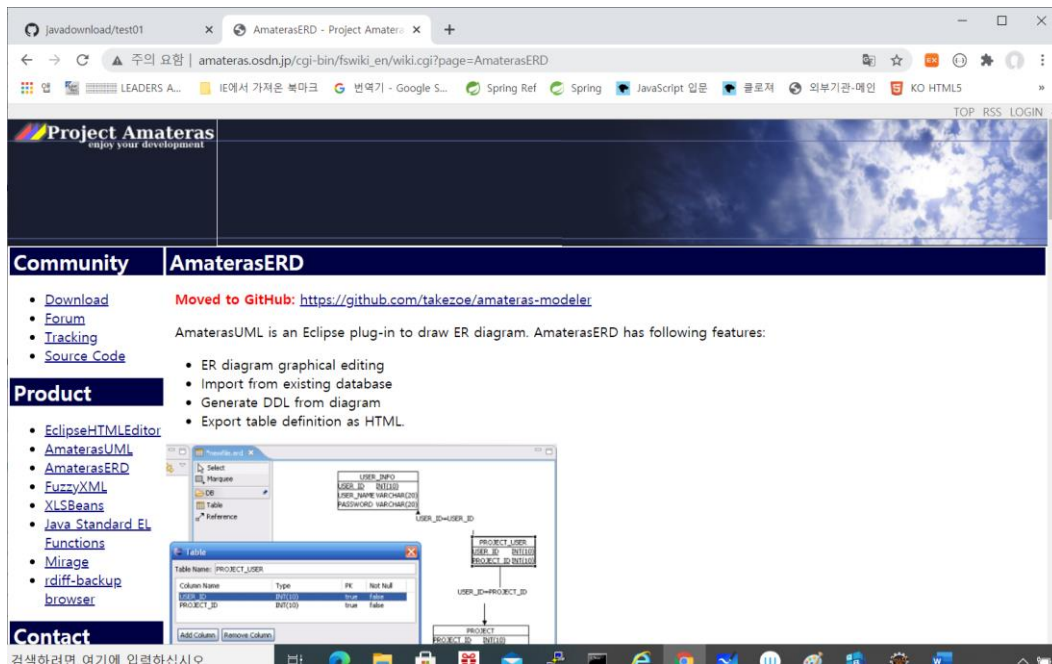 javadownload/test01
AmaterasERD - Project Amatera
주의 요함 | amateras.osdn.jp/cgi-bin/fswiki_en/wiki.cgi?page=AmaterasERD
앱
LEADERS A...
IE에서 가져온 북마크
번역기 - Google S...
Spring Ref
Spring
JavaScript 입문
클로져
외부기관-메인
KO HTML5
»
TOP RSS LOGIN
Project Amateras
enjoy your development
Community
Download
Forum
Tracking
Source Code
Product
EclipseHTMLEditor
AmaterasUML
AmaterasERD
FuzzyXML
XLSBeans
Java Standard EL
Functions
Mirage
rdiff-backup
browser
Contact
AmaterasERD
Moved to GitHub: https://github.com/takezoe/amateras-modeler
AmaterasUML is an Eclipse plug-in to draw ER diagram. AmaterasERD has following features:
ER diagram graphical editing
Import from existing database
Generate DDL from diagram
Export table definition as HTML.
Select
Marquee
DB
Table
Reference
USER_INFO
USER_ID INT(10)
USER_NAME VARCHAR(20)
PASSWORD VARCHAR(20)
USER_ID=USER_ID
PROJECT_USER
USER_ID INT(10)
PROJECT_ID INT(10)
USER_ID=PROJECT_ID
PROJECT
PROJECT_ID INT(10)
Table
Table Name: PROJECT_USER
Column Name Type PK Not Null
USER_ID INT(10) true false
PROJECT_ID INT(10) true false
Add Column Remove Column
검색하려면 여기에 입력하십시오